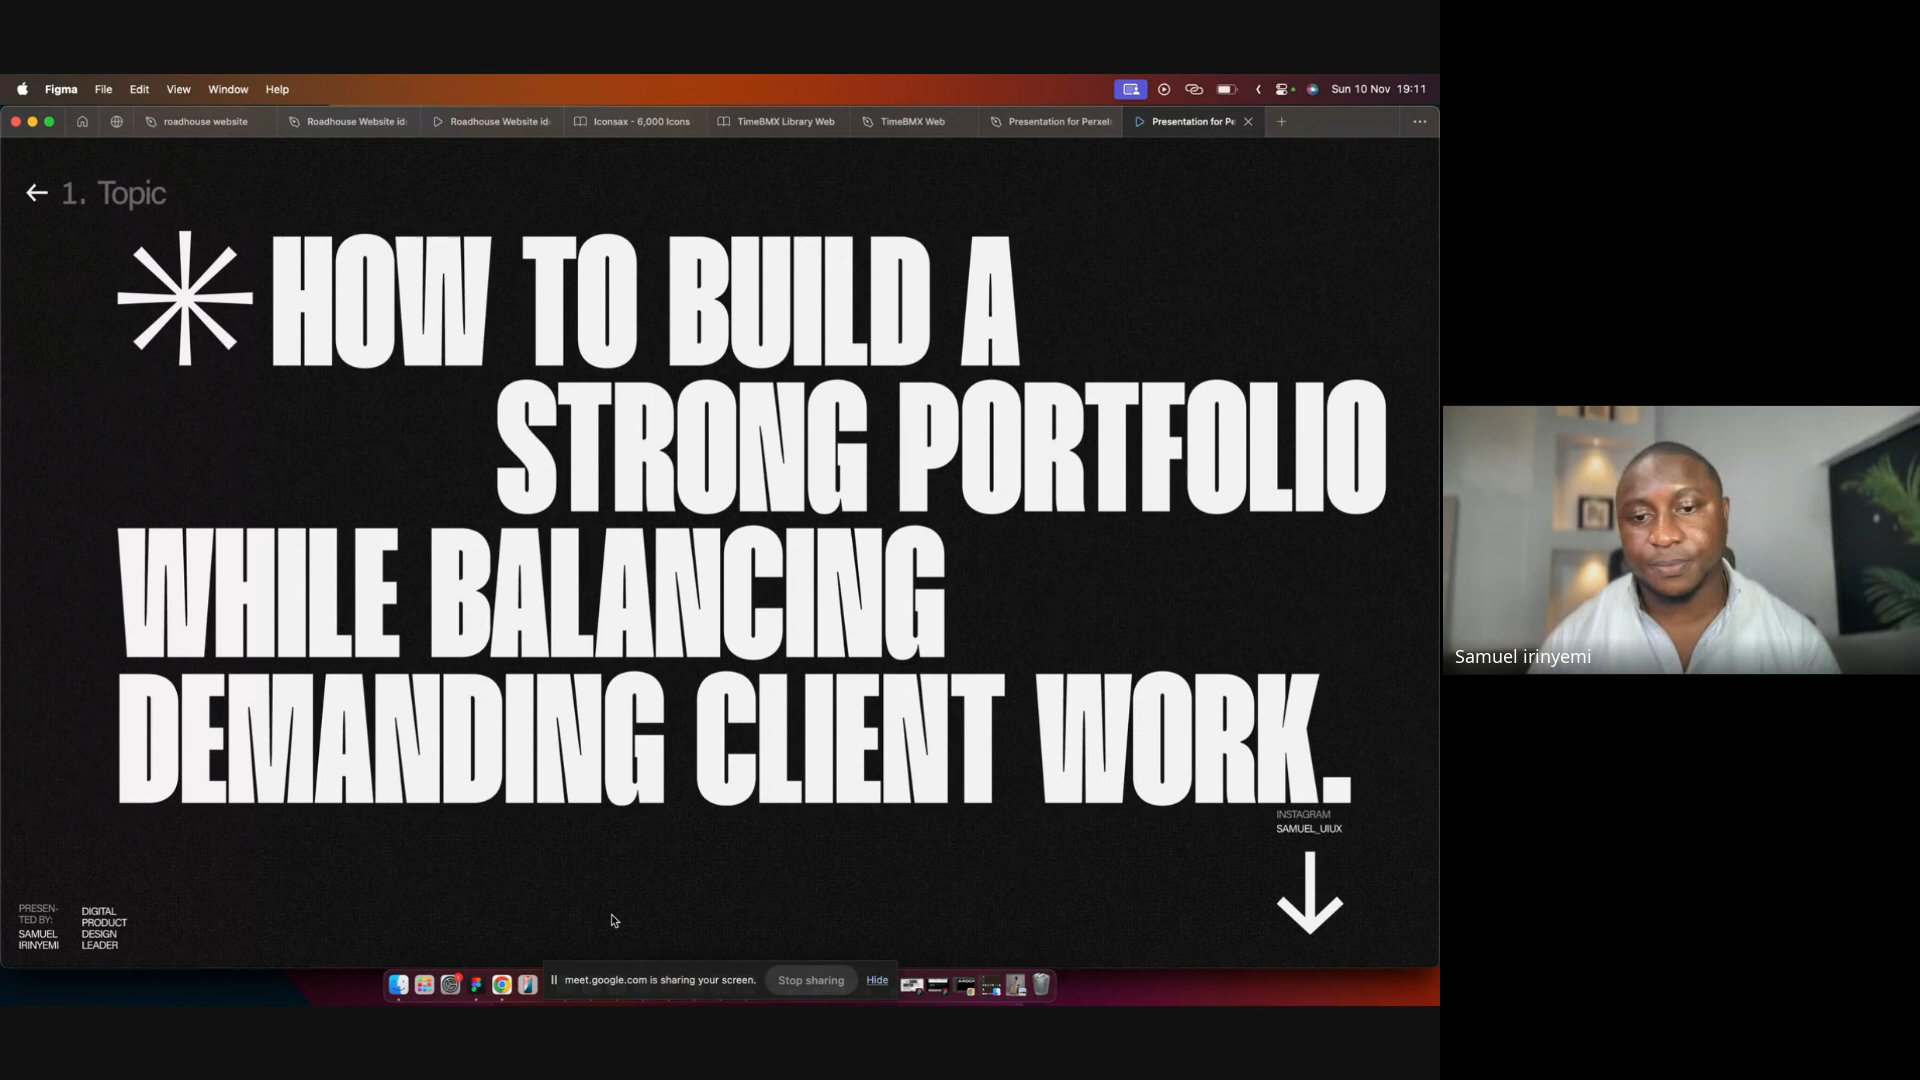 Figma File Edit View Window Help Sun 10 Nov 19:11
roadhouse website Roadhouse Website id Roadhouse Website id Iconsax - 6,000 Icons TimeBMX Library Web TimeBMX Web Presentation for Perxels Presentation for Pe
1. Topic
HOW TO BUILD A
STRONG PORTFOLIO
WHILE BALANCING
DEMANDING CLIENT WORK.
INSTAGRAM
SAMUEL_UIUX
PRESEN-
TED BY:
SAMUEL
IRINYEMI
DIGITAL
PRODUCT
DESIGN
LEADER
meet.google.com is sharing your screen. Stop sharing Hide
Samuel irinyemi